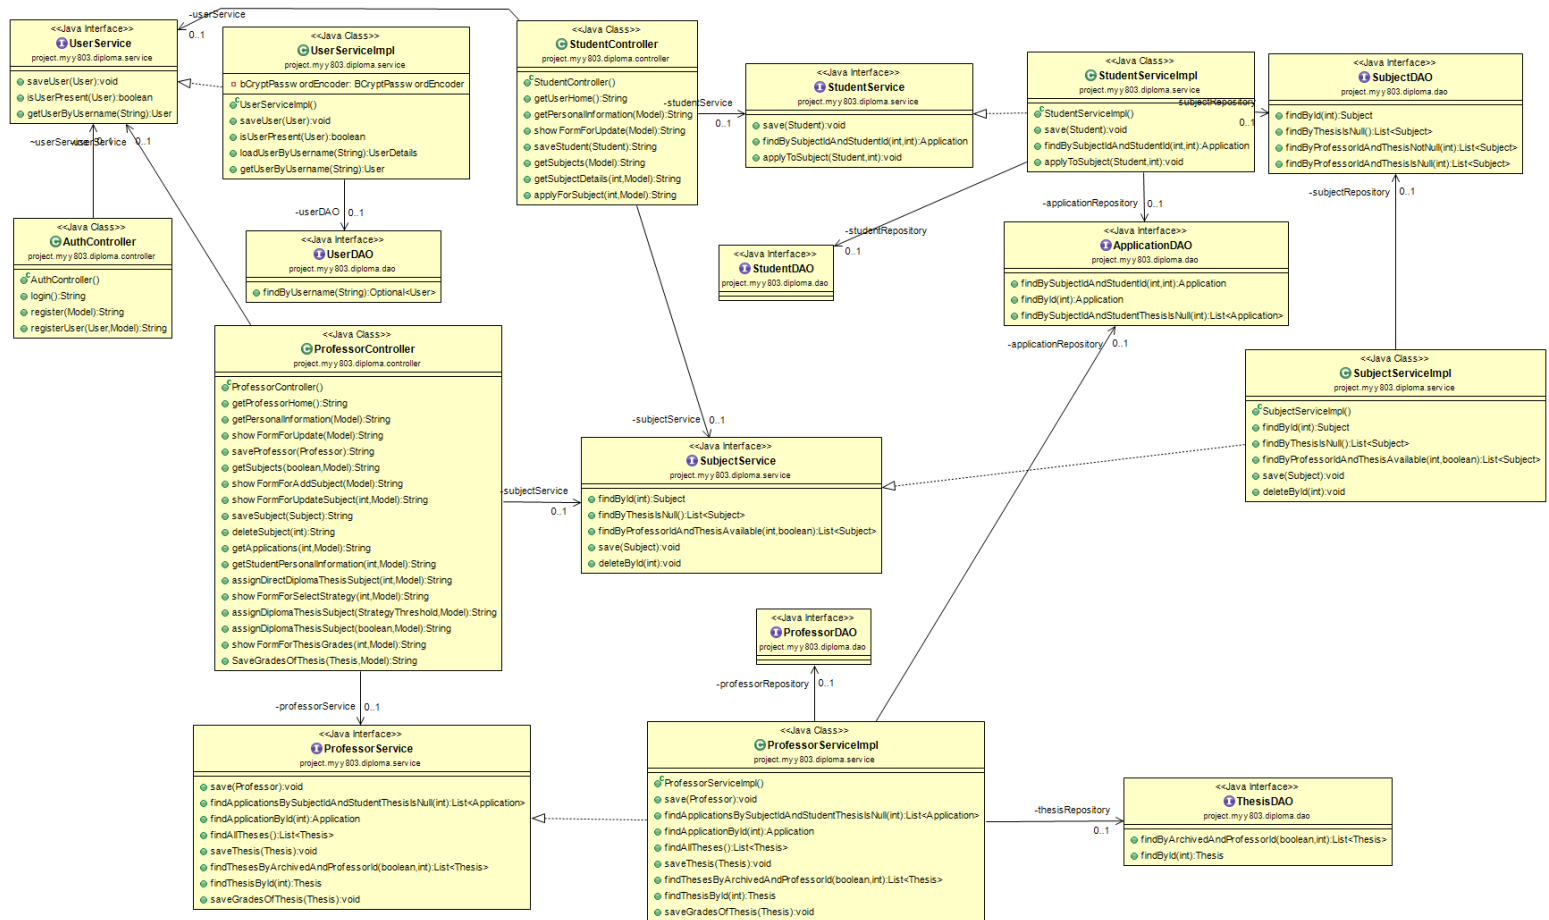 -userService
0..1
<<Java Interface>>
UserService
project.myy803.diploma.service
saveUser(User):void
isUserPresent(User):boolean
getUserByUsername(String):User
<<Java Class>>
UserServiceImpl
project.myy803.diploma.service
bCryptPasswordEncoder: BCryptPasswordEncoder
UserServiceImpl()
saveUser(User):void
isUserPresent(User):boolean
loadUserByUsername(String):UserDetails
getUserByUsername(String):User
<<Java Class>>
StudentController
project.myy803.diploma.controller
StudentController()
getUserHome():String
getPersonalInformation(Model):String
showFormForUpdate(Model):String
saveStudent(Student):String
getSubjects(Model):String
getSubjectDetails(int,Model):String
applyForSubject(int,Model):String
-studentService
0..1
<<Java Interface>>
StudentService
project.myy803.diploma.service
save(Student):void
findBySubjectIdAndStudentId(int,int):Application
applyToSubject(Student,int):void
<<Java Class>>
StudentServiceImpl
project.myy803.diploma.service
StudentServiceImpl()
save(Student):void
findBySubjectIdAndStudentId(int,int):Application
applyToSubject(Student,int):void
-subjectRepository
0..1
<<Java Interface>>
SubjectDAO
project.myy803.diploma.dao
findById(int):Subject
findByThesisIsNull():List<Subject>
findByProfessorIdAndThesisNotNull(int):List<Subject>
findByProfessorIdAndThesisIsNull(int):List<Subject>
~userService 0..1
-userService 0..1
<<Java Class>>
AuthController
project.myy803.diploma.controller
AuthController()
login():String
register(Model):String
registerUser(User,Model):String
-userDAO 0..1
<<Java Interface>>
UserDAO
project.myy803.diploma.dao
findByUsername(String):Optional<User>
-studentRepository
0..1
<<Java Interface>>
StudentDAO
project.myy803.diploma.dao
-applicationRepository 0..1
<<Java Interface>>
ApplicationDAO
project.myy803.diploma.dao
findBySubjectIdAndStudentId(int,int):Application
findById(int):Application
findBySubjectIdAndStudentThesisIsNull(int):List<Application>
-subjectRepository 0..1
<<Java Class>>
ProfessorController
project.myy803.diploma.controller
ProfessorController()
getProfessorHome():String
getPersonalInformation(Model):String
showFormForUpdate(Model):String
saveProfessor(Professor):String
getSubjects(boolean,Model):String
showFormForAddSubject(Model):String
showFormForUpdateSubject(int,Model):String
saveSubject(Subject):String
deleteSubject(int):String
getApplications(int,Model):String
getStudentPersonalInformation(int,Model):String
assignDirectDiplomaThesisSubject(int,Model):String
showFormForSelectStrategy(int,Model):String
assignDiplomaThesisSubject(StrategyThreshold,Model):String
assignDiplomaThesisSubject(boolean,Model):String
showFormForThesisGrades(int,Model):String
SaveGradesOfThesis(Thesis,Model):String
-applicationRepository 0..1
<<Java Class>>
SubjectServiceImpl
project.myy803.diploma.service
SubjectServiceImpl()
findById(int):Subject
findByThesisIsNull():List<Subject>
findByProfessorIdAndThesisAvailable(int,boolean):List<Subject>
save(Subject):void
deleteById(int):void
-subjectService 0..1
-subjectService
0..1
<<Java Interface>>
SubjectService
project.myy803.diploma.service
findById(int):Subject
findByThesisIsNull():List<Subject>
findByProfessorIdAndThesisAvailable(int,boolean):List<Subject>
save(Subject):void
deleteById(int):void
<<Java Interface>>
ProfessorDAO
project.myy803.diploma.dao
-professorRepository 0..1
-professorService 0..1
<<Java Interface>>
ProfessorService
project.myy803.diploma.service
save(Professor):void
findApplicationsBySubjectIdAndStudentThesisIsNull(int):List<Application>
findApplicationById(int):Application
findAllTheses():List<Thesis>
saveThesis(Thesis):void
findThesesByArchivedAndProfessorId(boolean,int):List<Thesis>
findThesisById(int):Thesis
saveGradesOfThesis(Thesis):void
<<Java Class>>
ProfessorServiceImpl
project.myy803.diploma.service
ProfessorServiceImpl()
save(Professor):void
findApplicationsBySubjectIdAndStudentThesisIsNull(int):List<Application>
findApplicationById(int):Application
findAllTheses():List<Thesis>
saveThesis(Thesis):void
findThesesByArchivedAndProfessorId(boolean,int):List<Thesis>
findThesisById(int):Thesis
saveGradesOfThesis(Thesis):void
-thesisRepository
0..1
<<Java Interface>>
ThesisDAO
project.myy803.diploma.dao
findByArchivedAndProfessorId(boolean,int):List<Thesis>
findById(int):Thesis